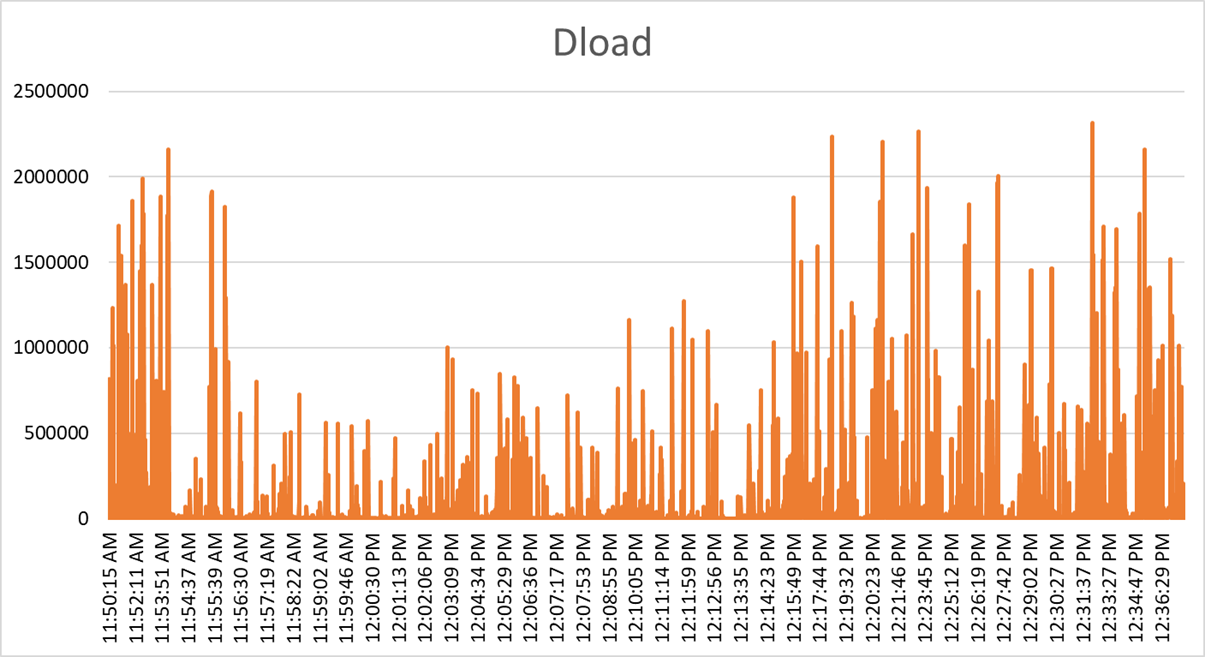 Dload
2500000
2000000
1500000
1000000
500000
0
11:50:15 AM
11:52:11 AM
11:53:51 AM
11:54:37 AM
11:55:39 AM
11:56:30 AM
11:57:19 AM
11:58:22 AM
11:59:02 AM
11:59:46 AM
12:00:30 PM
12:01:13 PM
12:02:06 PM
12:03:09 PM
12:04:34 PM
12:05:29 PM
12:06:36 PM
12:07:17 PM
12:07:53 PM
12:08:55 PM
12:10:05 PM
12:11:14 PM
12:11:59 PM
12:12:56 PM
12:13:35 PM
12:14:23 PM
12:15:49 PM
12:17:44 PM
12:19:32 PM
12:20:23 PM
12:21:46 PM
12:23:45 PM
12:25:12 PM
12:26:19 PM
12:27:42 PM
12:29:02 PM
12:30:27 PM
12:31:37 PM
12:33:27 PM
12:34:47 PM
12:36:29 PM